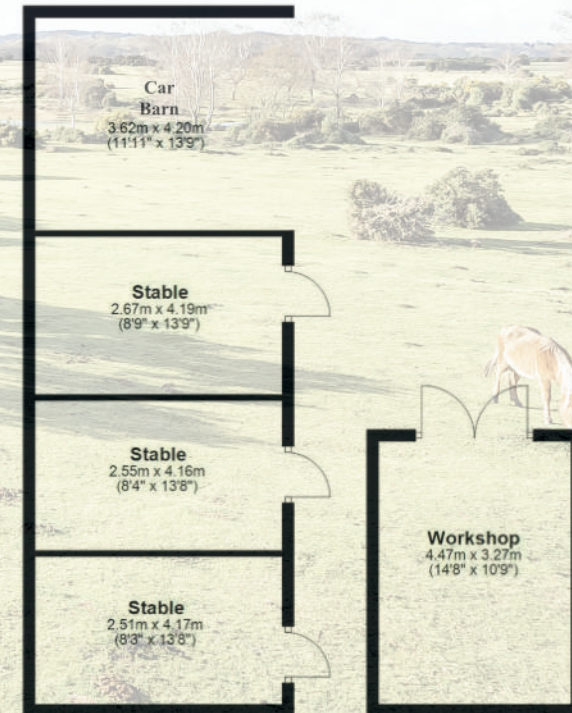 Car
Barn
3.62m x 4.20m
(11'11" x 13'9")
Stable
2.67m x 4.19m
(8'9" x 13'9")
Stable
2.55m x 4.16m
(8'4" x 13'8")
Workshop
4.47m x 3.27m
(14'8" x 10'9")
Stable
2.51m x 4.17m
(8'3" x 13'8")